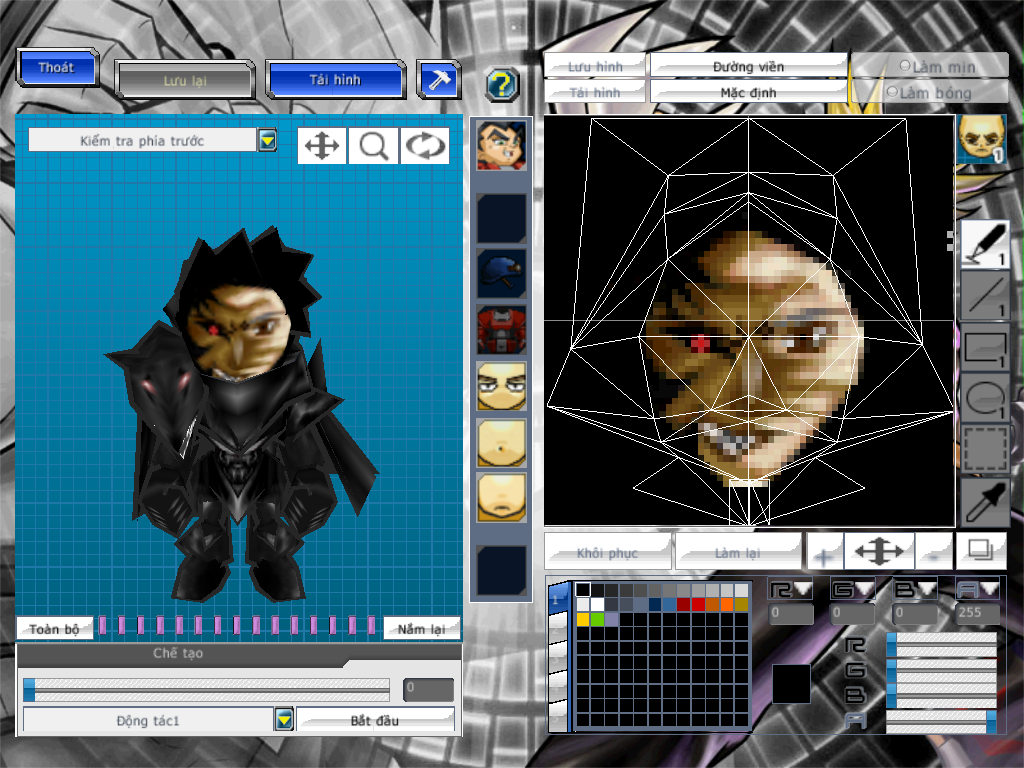 Thoát
Lưu lại
Tải hình
?
Lưu hình
Đường viền
Làm mịn
Tải hình
Mặc định
Làm bóng
Kiểm tra phía trước
1
1
1
1
1
Toàn bộ
Nắm lại
Chế tạo
0
Động tác1
Bắt đầu
Khôi phục
Làm lại
+
-
R
G
B
A
0
0
0
255
R
G
B
A